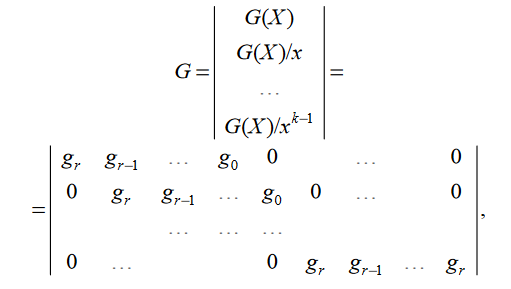 G(X)
G(X)/x
G = | ... | =
G(X)/x^{k-1}
g_r g_{r-1} ... g_0 0 ... 0
= | 0 g_r g_{r-1} ... g_0 0 ... 0 | ,
... ... ...
0 ... 0 g_r g_{r-1} ... g_r